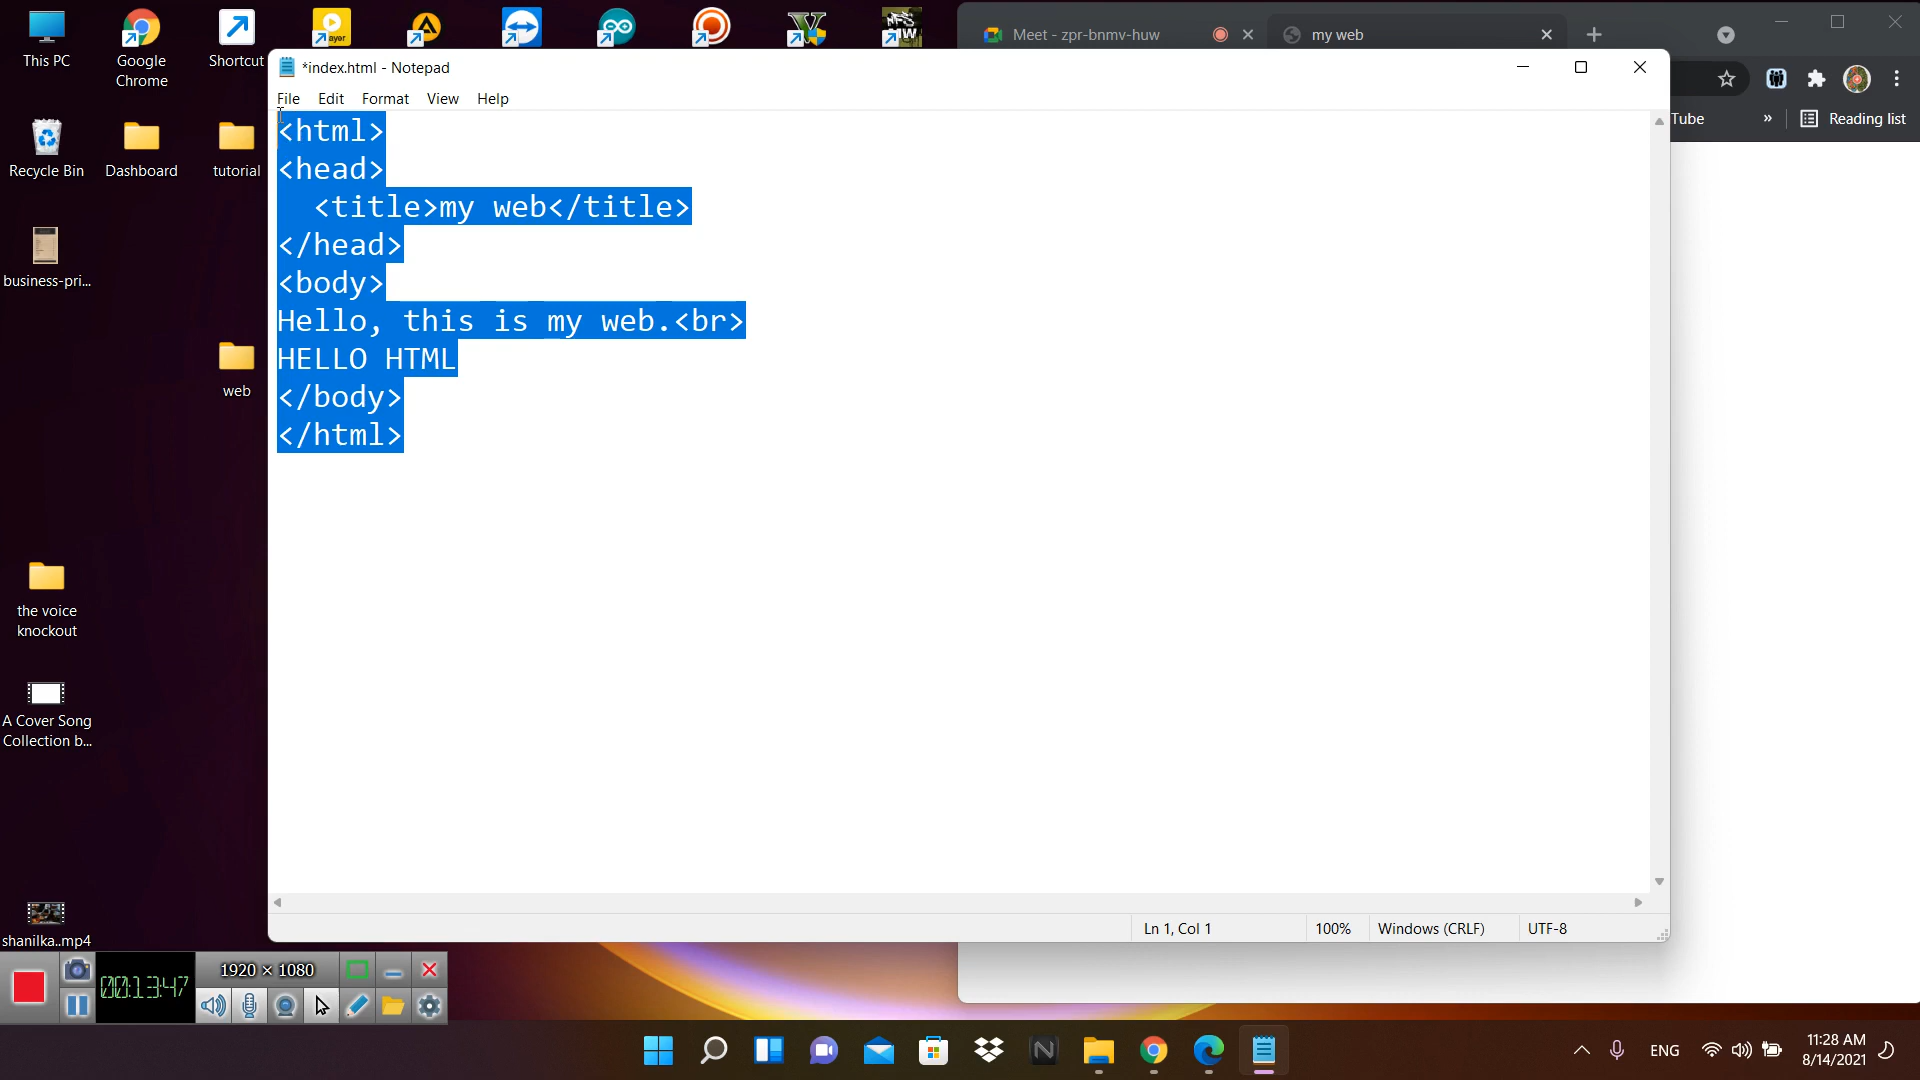 This PC
Google
Chrome
Shortcut
Recycle Bin
Dashboard
tutorial
business-pri...
web
the voice
knockout
A Cover Song
Collection b...
shanilka..mp4
Meet - zpr-bnmv-huw
my web
Tube
»
Reading list
*index.html - Notepad
File Edit Format View Help
<html>
<head>
  <title>my web</title>
</head>
<body>
Hello, this is my web.<br>
HELLO HTML
</body>
</html>
Ln 1, Col 1
100%
Windows (CRLF)
UTF-8
1920 × 1080
00:13:47
ENG
11:28 AM
8/14/2021